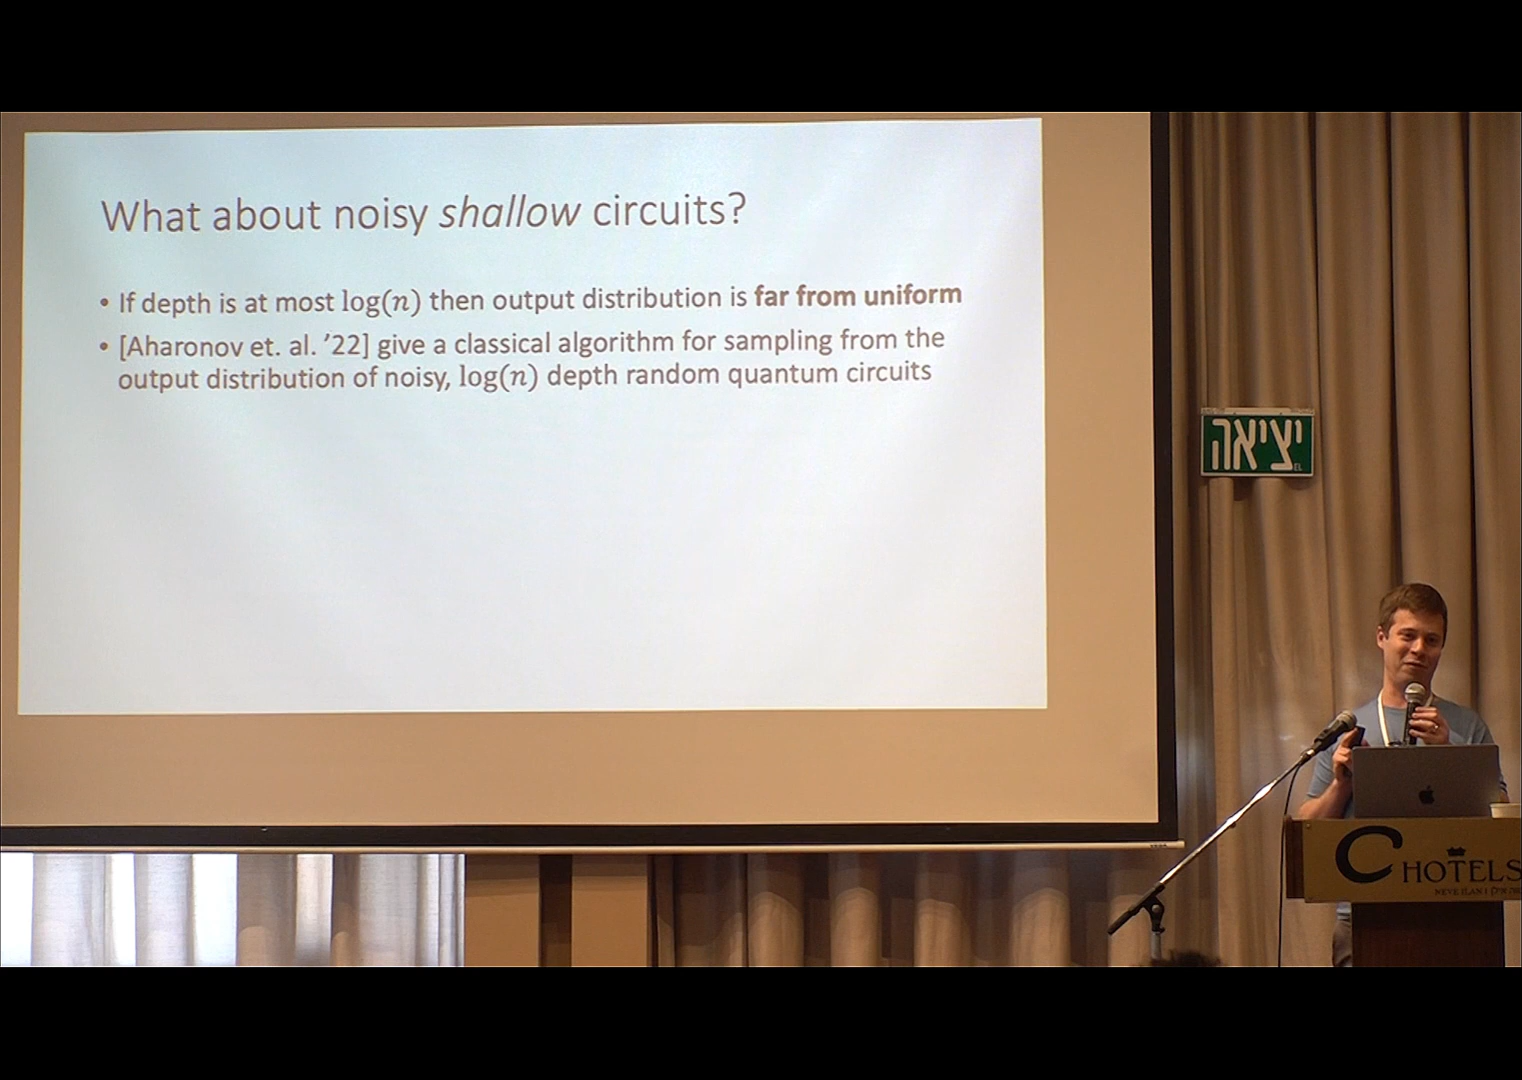 What about noisy shallow circuits?
• If depth is at most log(n) then output distribution is far from uniform
• [Aharonov et. al. ’22] give a classical algorithm for sampling from the
output distribution of noisy, log(n) depth random quantum circuits
יציאה
C HOTELS
NEVE ILAN